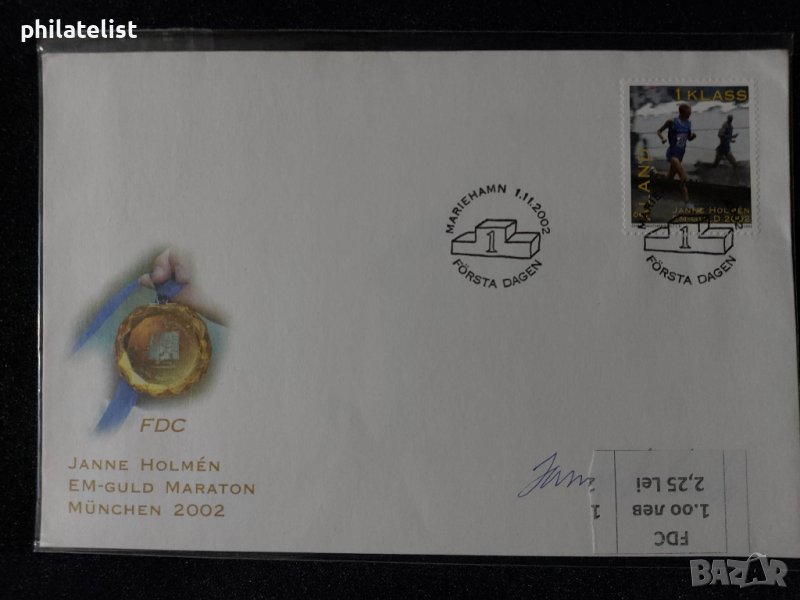 philatelist
1 KLASS
ÅLAND
JANNE HOLMÉN
MARIEHAMN 1.11.2002
1
FÖRSTA DAGEN
1
FÖRSTA DAGEN
FDC
JANNE HOLMÉN
EM-GULD MARATON
MÜNCHEN 2002
FDC
1.00 лев
2,25 Lei
BAZAR